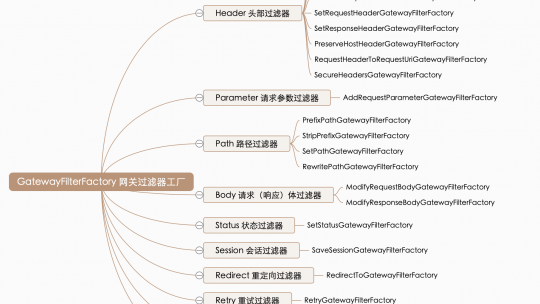 Header 头部过滤器
SetRequestHeaderGatewayFilterFactory
SetResponseHeaderGatewayFilterFactory
PreserveHostHeaderGatewayFilterFactory
RequestHeaderToRequestUriGatewayFilterFactory
SecureHeadersGatewayFilterFactory
Parameter 请求参数过滤器
AddRequestParameterGatewayFilterFactory
Path 路径过滤器
PrefixPathGatewayFilterFactory
StripPrefixGatewayFilterFactory
SetPathGatewayFilterFactory
RewritePathGatewayFilterFactory
GatewayFilterFactory 网关过滤器工厂
Body 请求（响应）体过滤器
ModifyRequestBodyGatewayFilterFactory
ModifyResponseBodyGatewayFilterFactory
Status 状态过滤器
SetStatusGatewayFilterFactory
Session 会话过滤器
SaveSessionGatewayFilterFactory
Redirect 重定向过滤器
RedirectToGatewayFilterFactory
Retry 重试过滤器
RetryGatewayFilterFactory